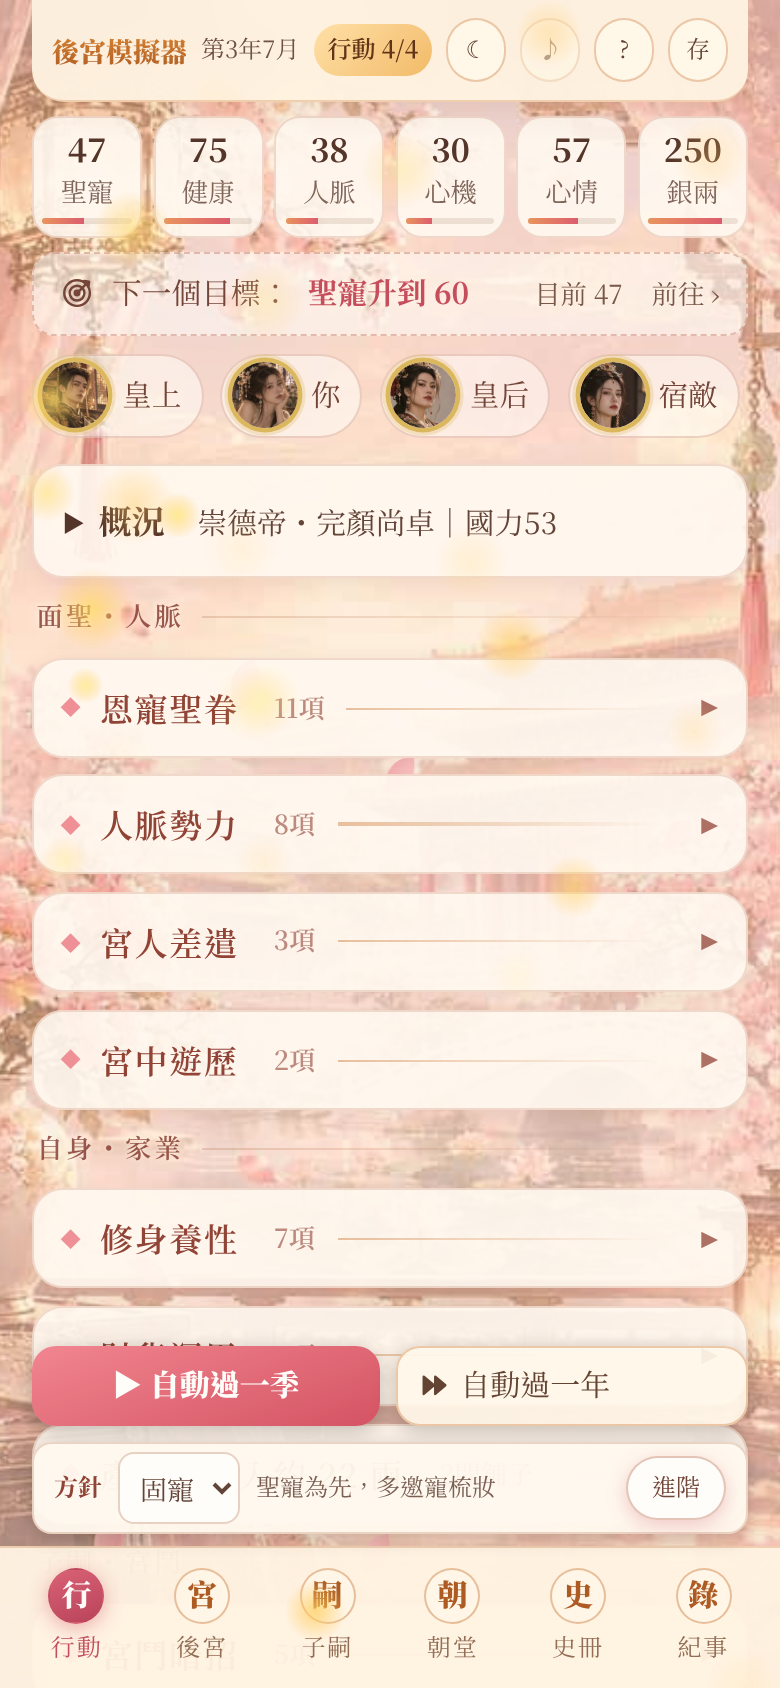 後宮模擬器 第3年7月 行動 4/4 ☾ ♪ ? 存
47 75 38 30 57 250
聖寵 健康 人脈 心機 心情 銀兩
下一個目標： 聖寵升到 60 目前 47 前往 ›
皇上 你 皇后 宿敵
▶ 概況 崇德帝・完顏尚卓｜國力53
面聖・人脈
◆ 恩寵聖眷 11項 ▶
◆ 人脈勢力 8項 ▶
◆ 宮人差遣 3項 ▶
◆ 宮中遊歷 2項 ▶
自身・家業
◆ 修身養性 7項 ▶
▶ 自動過一季 自動過一年
方針 固寵 聖寵為先，多邀寵梳妝 進階
行 宮 嗣 朝 史 錄
行動 後宮 子嗣 朝堂 史冊 紀事